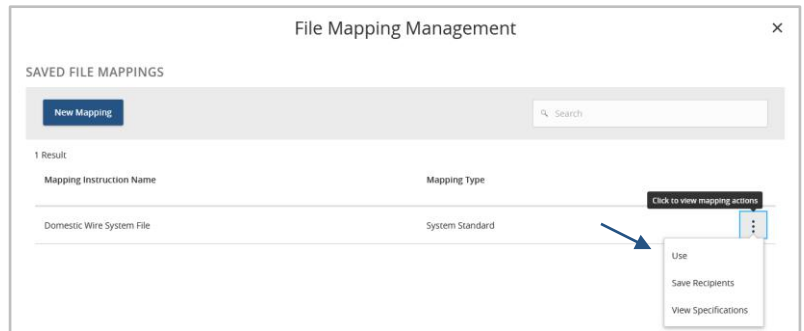 File Mapping Management
SAVED FILE MAPPINGS
New Mapping
Search
1 Result
Mapping Instruction Name Mapping Type
Click to view mapping actions
Domestic Wire System File System Standard
Use
Save Recipients
View Specifications